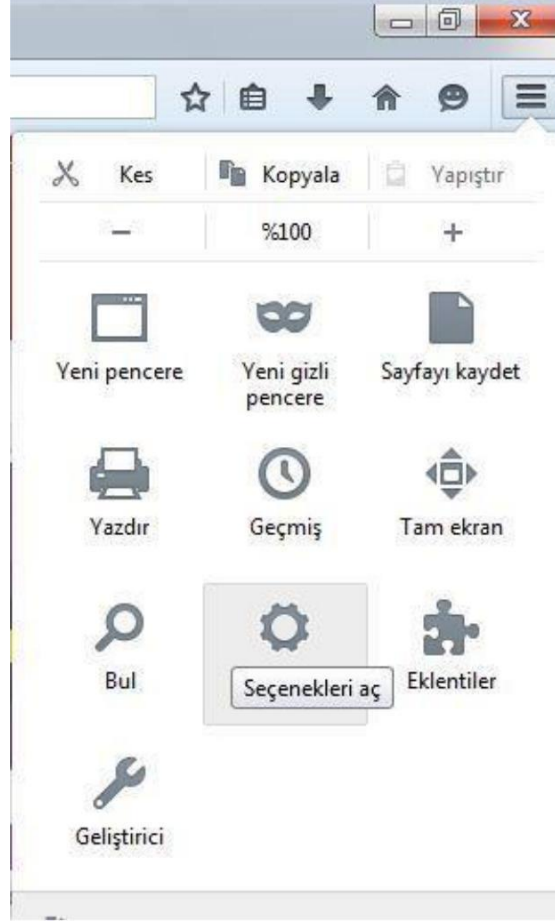 Kes Kopyala Yapıştır
— %100 +
Yeni pencere Yeni gizli pencere Sayfayı kaydet
Yazdır Geçmiş Tam ekran
Bul Seçenekleri aç Eklentiler
Geliştirici